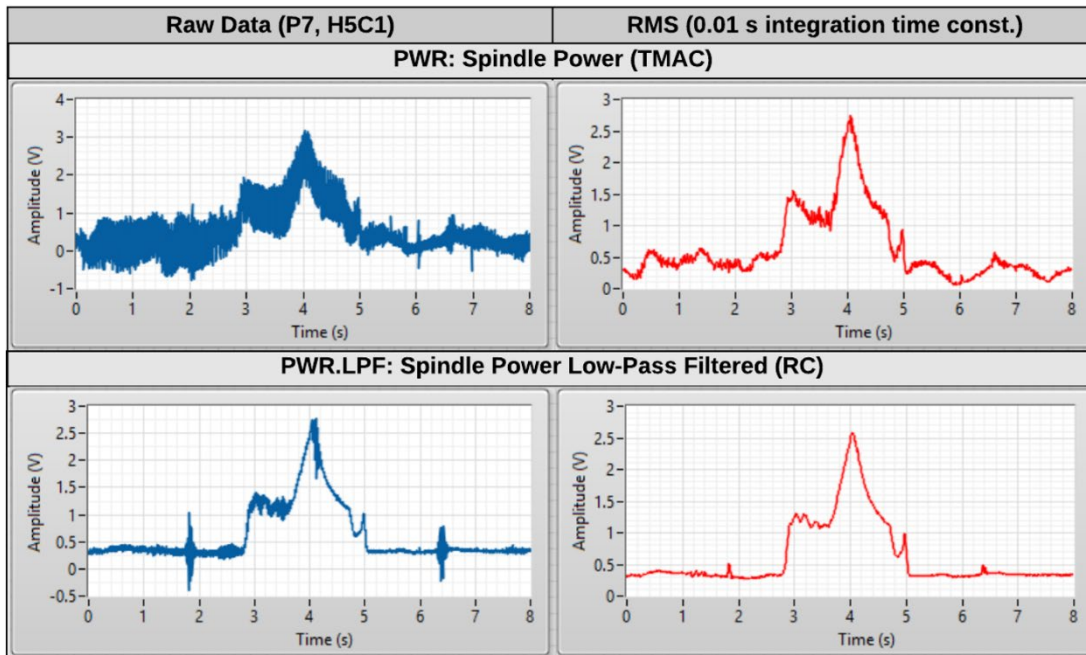 Raw Data (P7, H5C1)
RMS (0.01 s integration time const.)
PWR: Spindle Power (TMAC)
Amplitude (V)
4
3
2
1
0
-1
0 1 2 3 4 5 6 7 8
Time (s)
Amplitude (V)
3
2.5
2
1.5
1
0.5
0
0 1 2 3 4 5 6 7 8
Time (s)
PWR.LPF: Spindle Power Low-Pass Filtered (RC)
Amplitude (V)
3
2.5
2
1.5
1
0.5
0
-0.5
0 1 2 3 4 5 6 7 8
Time (s)
Amplitude (V)
3
2.5
2
1.5
1
0.5
0
0 1 2 3 4 5 6 7 8
Time (s)